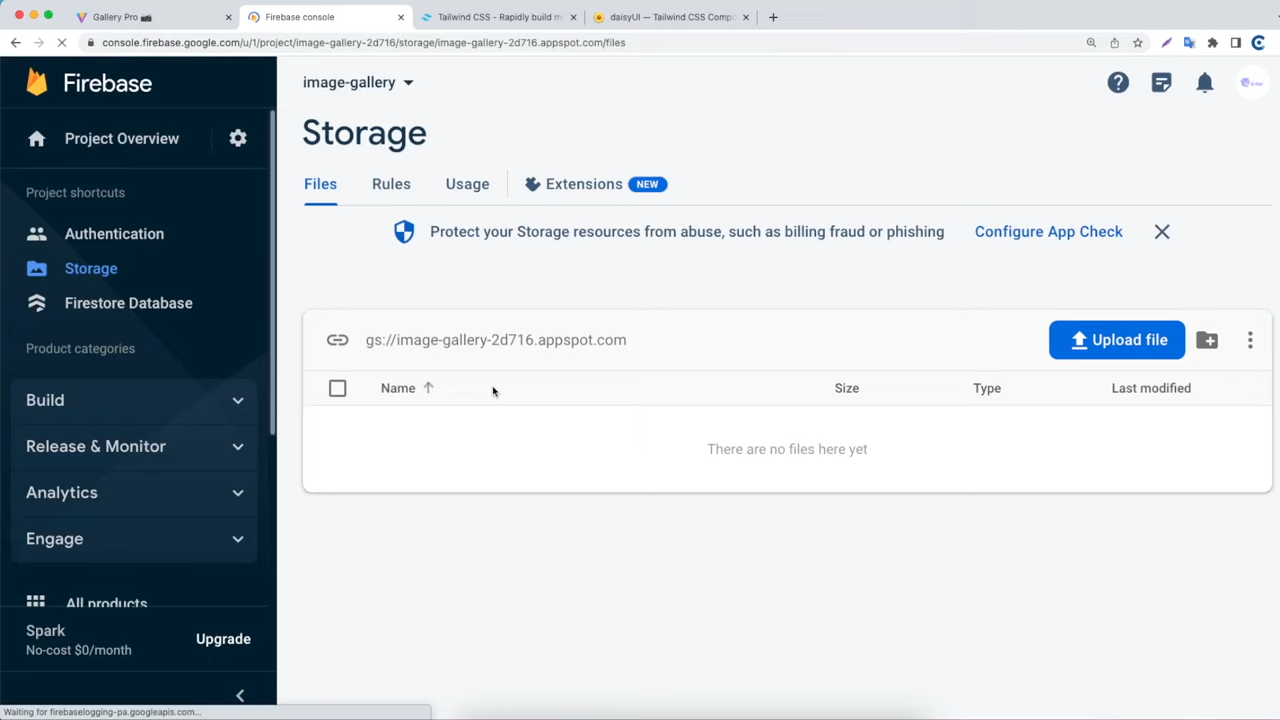 Gallery Pro 📷
Firebase console
Tailwind CSS - Rapidly build m
daisyUI — Tailwind CSS Compo
console.firebase.google.com/u/1/project/image-gallery-2d716/storage/image-gallery-2d716.appspot.com/files
Firebase
image-gallery
Project Overview
Storage
Project shortcuts
Files
Rules
Usage
Extensions
NEW
Authentication
Protect your Storage resources from abuse, such as billing fraud or phishing
Configure App Check
Storage
Firestore Database
Product categories
gs://image-gallery-2d716.appspot.com
Upload file
Build
Name
Size
Type
Last modified
Release & Monitor
There are no files here yet
Analytics
Engage
All products
Spark
No-cost $0/month
Upgrade
Waiting for firebaselogging-pa.googleapis.com...